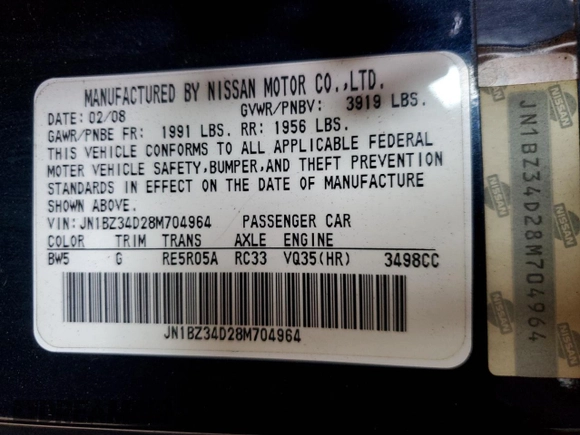 MANUFACTURED BY NISSAN MOTOR CO.,LTD.
DATE: 02/08 GVWR/PNBV: 3919 LBS.
GAWR/PNBE FR: 1991 LBS. RR: 1956 LBS.
THIS VEHICLE CONFORMS TO ALL APPLICABLE FEDERAL
MOTOR VEHICLE SAFETY,BUMPER,AND THEFT PREVENTION
STANDARDS IN EFFECT ON THE DATE OF MANUFACTURE
SHOWN ABOVE.
VIN:JN1BZ34D28M704964 PASSENGER CAR
COLOR TRIM TRANS AXLE ENGINE
BW5 G RE5R05A RC33 VQ35(HR) 3498CC
JN1BZ34D28M704964
JN1BZ34D28M704964
NISSAN
NISSAN
NISSAN
NISSAN
NISSAN